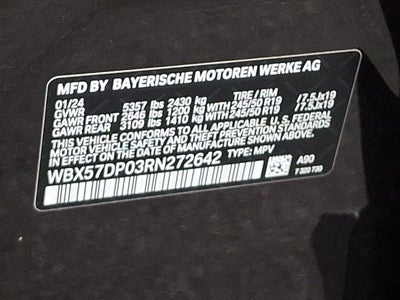 MFD BY BAYERISCHE MOTOREN WERKE AG
01/24 5357 lbs 2430 kg TIRE / RIM
GVWR
GAWR FRONT 2646 lbs 1200 kg WITH 245/50 R19 /7.5Jx19
GAWR REAR 3109 lbs 1410 kg WITH 245/50 R19 /7.5Jx19
THIS VEHICLE CONFORMS TO ALL APPLICABLE U.S. FEDERAL
MOTOR VEHICLE SAFETY AND THEFT PREVENTION STANDARDS
IN EFFECT ON THE DATE OF MANUFACTURE SHOWN ABOVE.
WBX57DP03RN272642 TYPE: MPV
A90
7 320 730